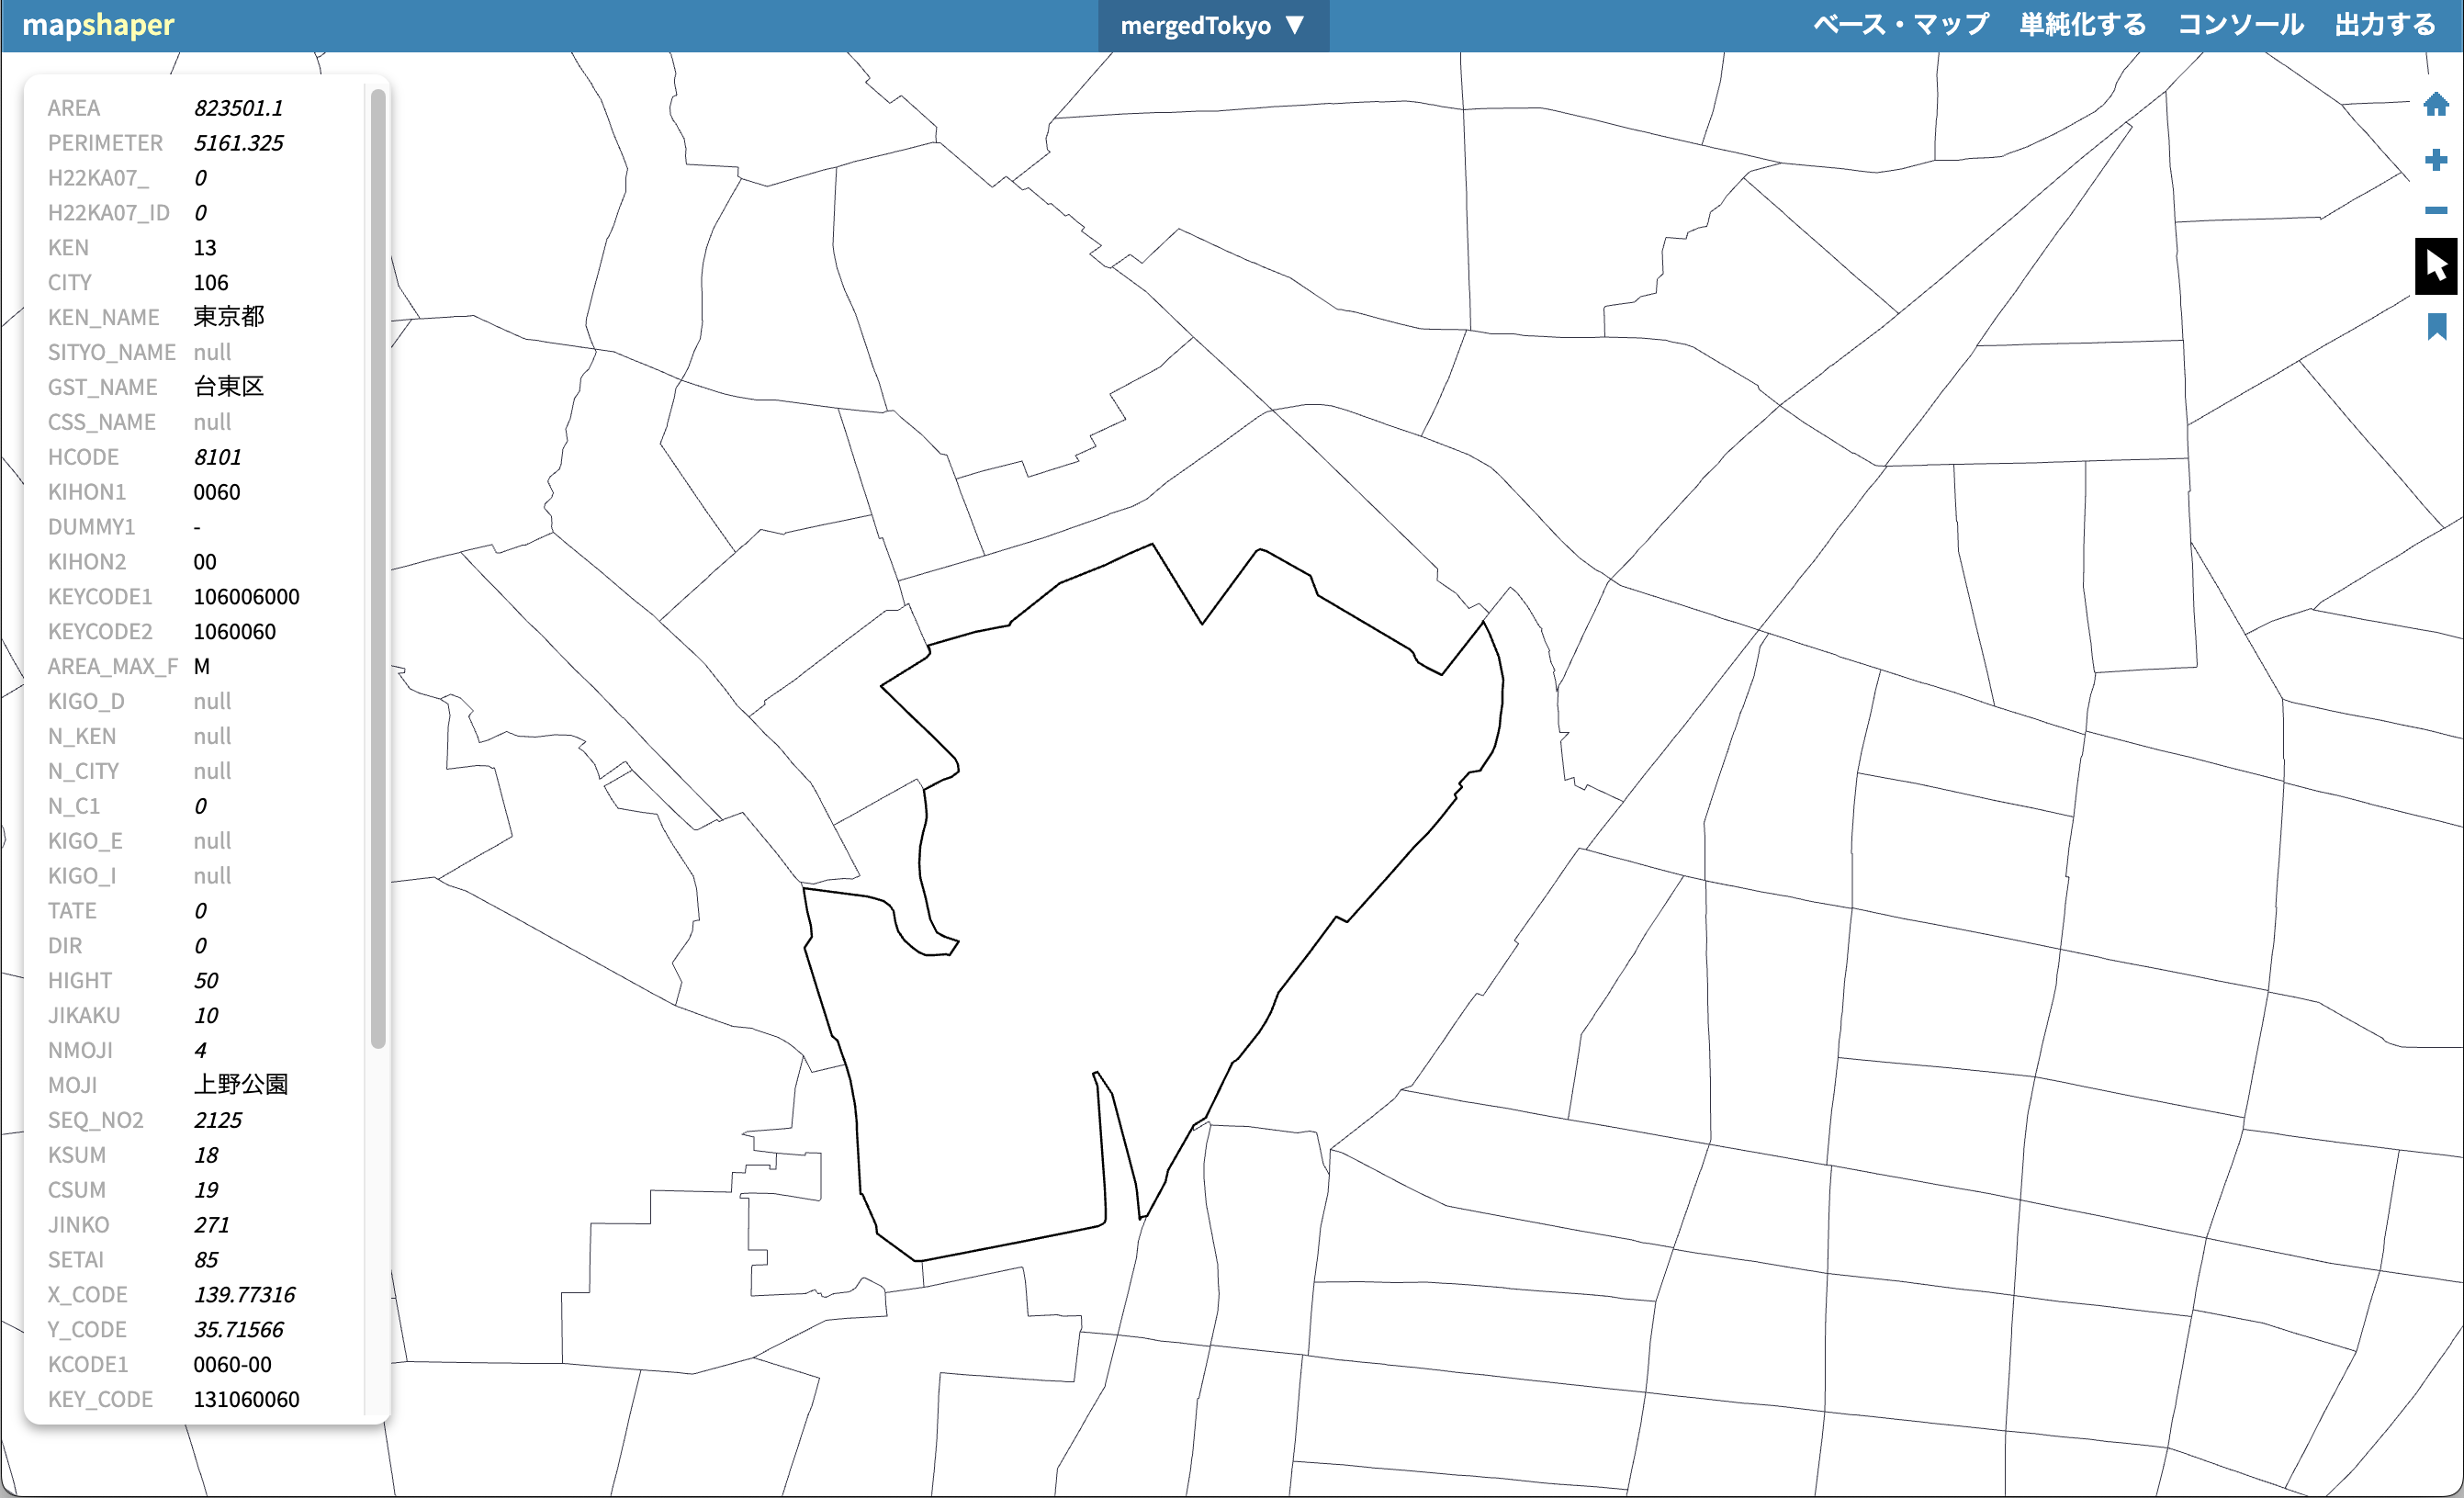 mapshaper
mergedTokyo ▼
ベース・マップ 単純化する コンソール 出力する
AREA 823501.1
PERIMETER 5161.325
H22KA07_ 0
H22KA07_ID 0
KEN 13
CITY 106
KEN_NAME 東京都
SITYO_NAME null
GST_NAME 台東区
CSS_NAME null
HCODE 8101
KIHON1 0060
DUMMY1 -
KIHON2 00
KEYCODE1 106006000
KEYCODE2 1060060
AREA_MAX_F M
KIGO_D null
N_KEN null
N_CITY null
N_C1 0
KIGO_E null
KIGO_I null
TATE 0
DIR 0
HIGHT 50
JIKAKU 10
NMOJI 4
MOJI 上野公園
SEQ_NO2 2125
KSUM 18
CSUM 19
JINKO 271
SETAI 85
X_CODE 139.77316
Y_CODE 35.71566
KCODE1 0060-00
KEY_CODE 131060060